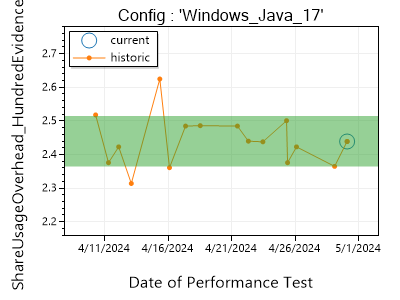 Config : 'Windows_Java_17'
ShareUsageOverhead_HundredEvidence
current
historic
2.7
2.6
2.5
2.4
2.3
2.2
4/11/2024
4/16/2024
4/21/2024
4/26/2024
5/1/2024
Date of Performance Test